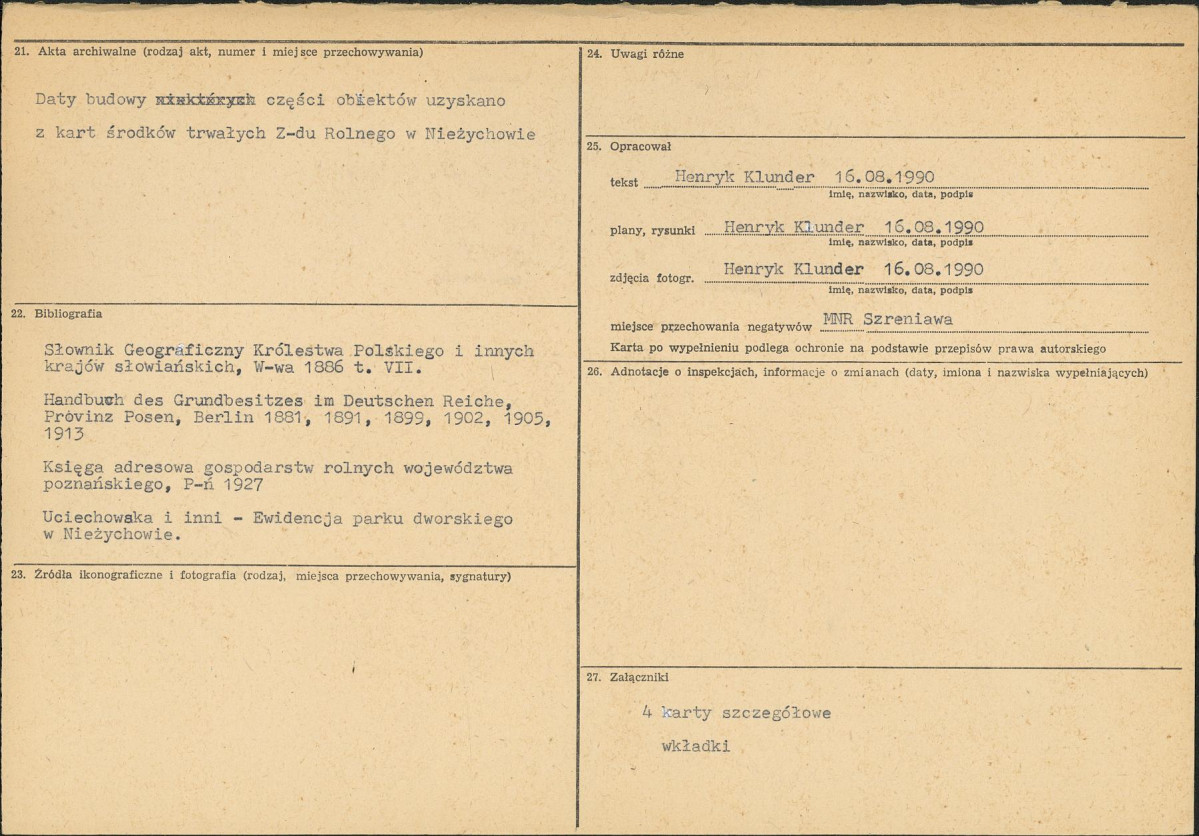 21. Akta archiwalne (rodzaj akt, numer i miejsce przechowywania)
Daty budowy niektórych części obiektów uzyskano
z kart środków trwałych Z-du Rolnego w Nieżychowie
22. Bibliografia
Słownik Geograficzny Królestwa Polskiego i innych
krajów słowiańskich, W-wa 1886 t. VII.
Handbuch des Grundbesitzes im Deutschen Reiche,
Provinz Posen, Berlin 1881, 1891, 1899, 1902, 1905,
1913
Księga adresowa gospodarstw rolnych województwa
poznańskiego, P-ń 1927
Uciechowska i inni - Ewidencja parku dworskiego
w Nieżychowie.
23. Źródła ikonograficzne i fotografia (rodzaj, miejsca przechowywania, sygnatury)
24. Uwagi różne
25. Opracował
tekst Henryk Klunder 16.08.1990
imię, nazwisko, data, podpis
plany, rysunki Henryk Klunder 16.08.1990
imię, nazwisko, data, podpis
zdjęcia fotogr. Henryk Klunder 16.08.1990
imię, nazwisko, data, podpis
miejsce przechowania negatywów MNR Szreniawa
Karta po wypełnieniu podlega ochronie na podstawie przepisów prawa autorskiego
26. Adnotacje o inspekcjach, informacje o zmianach (daty, imiona i nazwiska wypełniających)
27. Załączniki
4 karty szczegółowe
wkładki